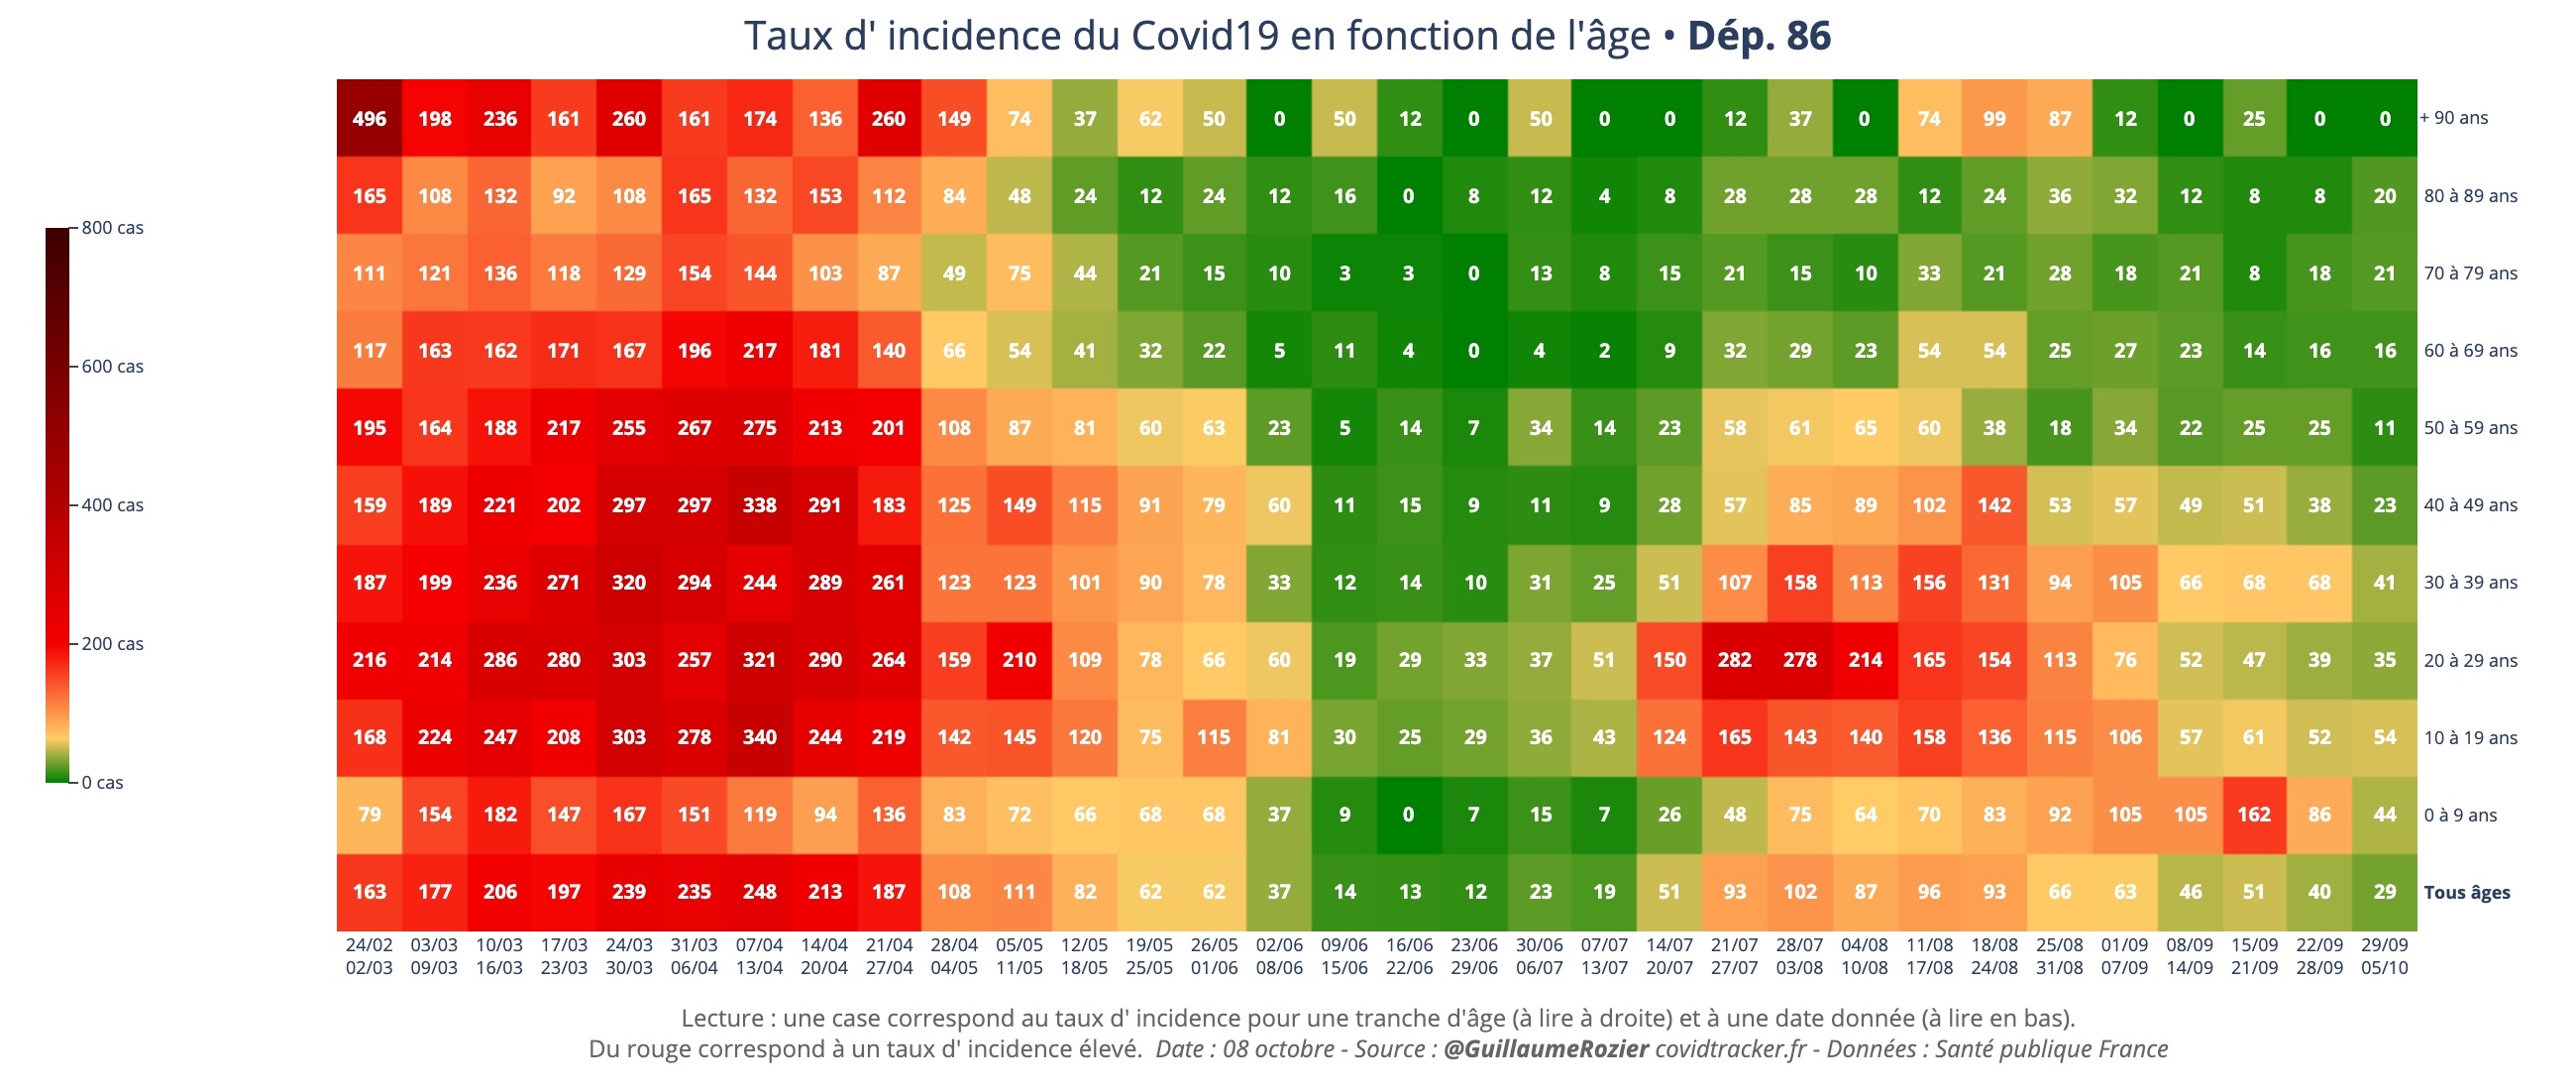 Taux d' incidence du Covid19 en fonction de l'âge • Dép. 86
800 cas
600 cas
400 cas
200 cas
0 cas
496 198 236 161 260 161 174 136 260 149 74 37 62 50 0 50 12 0 50 0 0 12 37 0 74 99 87 12 0 25 0 0 + 90 ans
165 108 132 92 108 165 132 153 112 84 48 24 12 24 12 16 0 8 12 4 8 28 28 28 12 24 36 32 12 8 8 20 80 à 89 ans
111 121 136 118 129 154 144 103 87 49 75 44 21 15 10 3 3 0 13 8 15 21 15 10 33 21 28 18 21 8 18 21 70 à 79 ans
117 163 162 171 167 196 217 181 140 66 54 41 32 22 5 11 4 0 4 2 9 32 29 23 54 54 25 27 23 14 16 16 60 à 69 ans
195 164 188 217 255 267 275 213 201 108 87 81 60 63 23 5 14 7 34 14 23 58 61 65 60 38 18 34 22 25 25 11 50 à 59 ans
159 189 221 202 297 297 338 291 183 125 149 115 91 79 60 11 15 9 11 9 28 57 85 89 102 142 53 57 49 51 38 23 40 à 49 ans
187 199 236 271 320 294 244 289 261 123 123 101 90 78 33 12 14 10 31 25 51 107 158 113 156 131 94 105 66 68 68 41 30 à 39 ans
216 214 286 280 303 257 321 290 264 159 210 109 78 66 60 19 29 33 37 51 150 282 278 214 165 154 113 76 52 47 39 35 20 à 29 ans
168 224 247 208 303 278 340 244 219 142 145 120 75 115 81 30 25 29 36 43 124 165 143 140 158 136 115 106 57 61 52 54 10 à 19 ans
79 154 182 147 167 151 119 94 136 83 72 66 68 68 37 9 0 7 15 7 26 48 75 64 70 83 92 105 105 162 86 44 0 à 9 ans
163 177 206 197 239 235 248 213 187 108 111 82 62 62 37 14 13 12 23 19 51 93 102 87 96 93 66 63 46 51 40 29 Tous âges
24/02 03/03 10/03 17/03 24/03 31/03 07/04 14/04 21/04 28/04 05/05 12/05 19/05 26/05 02/06 09/06 16/06 23/06 30/06 07/07 14/07 21/07 28/07 04/08 11/08 18/08 25/08 01/09 08/09 15/09 22/09 29/09
02/03 09/03 16/03 23/03 30/03 06/04 13/04 20/04 27/04 04/05 11/05 18/05 25/05 01/06 08/06 15/06 22/06 29/06 06/07 13/07 20/07 27/07 03/08 10/08 17/08 24/08 31/08 07/09 14/09 21/09 28/09 05/10
Lecture : une case correspond au taux d' incidence pour une tranche d'âge (à lire à droite) et à une date donnée (à lire en bas).
Du rouge correspond à un taux d' incidence élevé. Date : 08 octobre - Source : @GuillaumeRozier covidtracker.fr - Données : Santé publique France